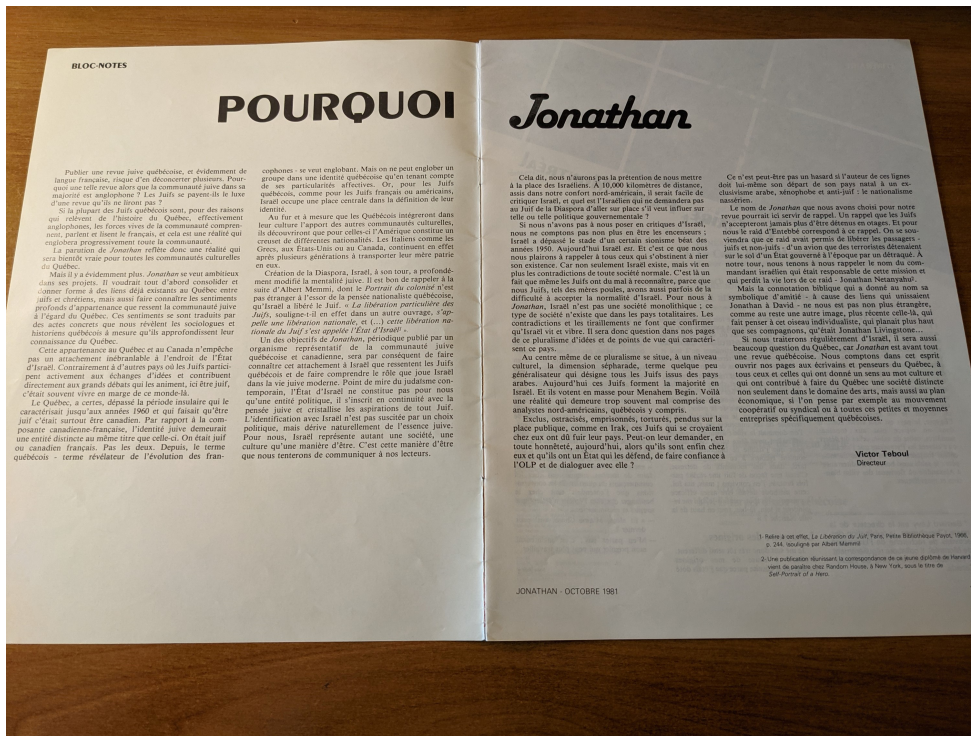 BLOC-NOTES
POURQUOI Jonathan
Publier une revue juive québécoise, et évidemment de
langue française, risque d'en déconcerter plusieurs. Pour-
quoi une telle revue alors que la communauté juive dans sa
majorité est anglophone ? Les Juifs se payent-ils le luxe
d'une revue qu'ils ne liront pas ?
Si la plupart des Juifs québécois sont, pour des raisons
qui relèvent de l'histoire du Québec, effectivement
anglophones, les forces vives de la communauté compren-
nent, parlent et lisent le français, et cela est une réalité qui
englobera progressivement toute la communauté.
La parution de Jonathan reflète donc une réalité qui
sera bientôt vraie pour toutes les communautés culturelles
du Québec.
Mais il y a évidemment plus. Jonathan se veut ambitieux
dans ses projets. Il voudrait tout d'abord consolider et
donner forme à des liens déjà existants au Québec entre
juifs et chrétiens, mais aussi faire connaître les sentiments
profonds d'appartenance que ressent la communauté juive
à l'égard du Québec. Ces sentiments se sont traduits par
des actes concrets que nous révèlent les sociologues et
historiens québécois à mesure qu'ils approfondissent leur
connaissance du Québec.
Cette appartenance au Québec et au Canada n'empêche
pas un attachement inébranlable à l'endroit de l'État
d'Israël. Contrairement à d'autres pays où les Juifs partici-
pent activement aux échanges d'idées et contribuent
directement aux grands débats qui les animent, ici être juif,
c'était souvent vivre en marge de ce monde-là.
Le Québec, a certes, dépassé la période insulaire qui le
caractérisait jusqu'aux années 1960 et qui faisait qu'être
juif c'était surtout être canadien. Par rapport à la com-
posante canadienne-française, l'identité juive demeurait
une entité distincte au même titre que celle-ci. On était juif
ou canadien français. Pas les deux. Depuis, le terme
québécois - terme révélateur de l'évolution des fran-
cophones - se veut englobant. Mais on ne peut englober un
groupe dans une identité québécoise qu'en tenant compte
de ses particularités affectives. Or, pour les Juifs
québécois, comme pour les Juifs français ou américains,
Israël occupe une place centrale dans la définition de leur
identité.
Au fur et à mesure que les Québécois intégreront dans
leur culture l'apport des autres communautés culturelles,
ils découvriront que pour celles-ci l'Amérique constitue un
creuset de différentes nationalités. Les Italiens comme les
Grecs, aux États-Unis ou au Canada, continuent en effet
après plusieurs générations à transporter leur mère patrie
en eux.
Création de la Diaspora, Israël, à son tour, a profondé-
ment modifié la mentalité juive. Il est bon de rappeler à la
suite d'Albert Memmi, dont le Portrait du colonisé n'est
pas étranger à l'essor de la pensée nationaliste québécoise,
qu'Israël a libéré le Juif. « La libération particulière des
Juifs, souligne-t-il en effet dans un autre ouvrage, s'ap-
pelle une libération nationale, et (...) cette libération na-
tionale du Juif s'est appelée l'État d'Israël¹ ».
Un des objectifs de Jonathan, périodique publié par un
organisme représentatif de la communauté juive
québécoise et canadienne, sera par conséquent de faire
connaître cet attachement à Israël que ressentent les Juifs
québécois et de faire comprendre le rôle que joue Israël
dans la vie juive moderne. Point de mire du judaïsme con-
temporain, l'État d'Israël ne constitue pas pour nous
qu'une entité politique, il s'inscrit en continuité avec la
pensée juive et cristallise les aspirations de tout Juif.
L'identification avec Israël n'est pas suscitée par un choix
politique, mais dérive naturellement de l'essence juive.
Pour nous, Israël représente autant une société, une
culture qu'une manière d'être. C'est cette manière d'être
que nous tenterons de communiquer à nos lecteurs.
Cela dit, nous n'aurons pas la prétention de nous mettre
à la place des Israéliens. A 10,000 kilomètres de distance,
assis dans notre confort nord-américain, il serait facile de
critiquer Israël, et quel est l'Israélien qui ne demandera pas
au Juif de la Diaspora d'aller sur place s'il veut influer sur
telle ou telle politique gouvernementale ?
Si nous n'avons pas à nous poser en critiques d'Israël,
nous ne comptons pas non plus en être les encenseurs ;
Israël a dépassé le stade d'un certain sionisme béat des
années 1950. Aujourd'hui Israël est. Et c'est ce que nous
nous plairons à rappeler à tous ceux qui s'obstinent à nier
son existence. Car non seulement Israël existe, mais vit en
plus les contradictions de toute société normale. C'est là un
fait que même les Juifs ont du mal à reconnaître, parce que
nous Juifs, tels des mères poules, avons aussi parfois de la
difficulté à accepter la normalité d'Israël. Pour nous à
Jonathan, Israël n'est pas une société monolithique ; ce
type de société n'existe que dans les pays totalitaires. Les
contradictions et les tiraillements ne font que confirmer
qu'Israël vit et vibre. Il sera donc question dans nos pages
de ce pluralisme d'idées et de points de vue qui caractéri-
sent ce pays.
Au centre même de ce pluralisme se situe, à un niveau
culturel, la dimension sépharade, terme quelque peu
généralisateur qui désigne tous les Juifs issus des pays
arabes. Aujourd'hui ces Juifs forment la majorité en
Israël. Et ils votent en masse pour Menahem Begin. Voilà
une réalité qui demeure trop souvent mal comprise des
analystes nord-américains, québécois y compris.
Exclus, ostracisés, emprisonnés, torturés, pendus sur la
place publique, comme en Irak, ces Juifs qui se croyaient
chez eux ont dû fuir leur pays. Peut-on leur demander, en
toute honnêteté, aujourd'hui, alors qu'ils sont enfin chez
eux et qu'ils ont un État qui les défend, de faire confiance à
l'OLP et de dialoguer avec elle ?
Ce n'est peut-être pas un hasard si l'auteur de ces lignes
doit lui-même son départ de son pays natal à un ex-
clusivisme arabe, xénophobe et anti-juif : le nationalisme
nassérien.
Le nom de Jonathan que nous avons choisi pour notre
revue pourrait ici servir de rappel. Un rappel que les Juifs
n'accepteront jamais plus d'être détenus en otages. Et pour
nous le raid d'Entebbe correspond à ce rappel. On se sou-
viendra que ce raid avait permis de libérer les passagers -
juifs et non-juifs - d'un avion que des terroristes détenaient
sur le sol d'un État gouverné à l'époque par un détraqué. A
notre tour, nous tenons à nous rappeler le nom du com-
mandant israélien qui était responsable de cette mission et
qui perdit la vie lors de ce raid - Jonathan Netanyahu².
Mais la connotation biblique qui a donné au nom sa
symbolique d'amitié - à cause des liens qui unissaient
Jonathan à David - ne nous est pas non plus étrangère,
comme au reste une autre image, plus récente celle-là, qui
fait penser à cet oiseau individualiste, qui planait plus haut
que ses compagnons, qu'était Jonathan Livingstone...
Si nous traiterons régulièrement d'Israël, il sera aussi
beaucoup question du Québec, car Jonathan est avant tout
une revue québécoise. Nous comptons dans cet esprit
ouvrir nos pages aux écrivains et penseurs du Québec, à
tous ceux et celles qui ont donné un sens au mot culture et
qui ont contribué à faire du Québec une société distincte
non seulement dans le domaine des arts, mais aussi au plan
économique, si l'on pense par exemple au mouvement
coopératif ou syndical ou à toutes ces petites et moyennes
entreprises spécifiquement québécoises.
Victor Teboul
Directeur
1- Relire à cet effet, La Libération du Juif, Paris, Petite Bibliothèque Payot, 1966,
p. 244. souligné par Albert Memmi
2- Une publication réunissant la correspondance de ce jeune diplômé de Harvard
vient de paraître chez Random House, à New York, sous le titre de
Self-Portrait of a Hero.
JONATHAN - OCTOBRE 1981